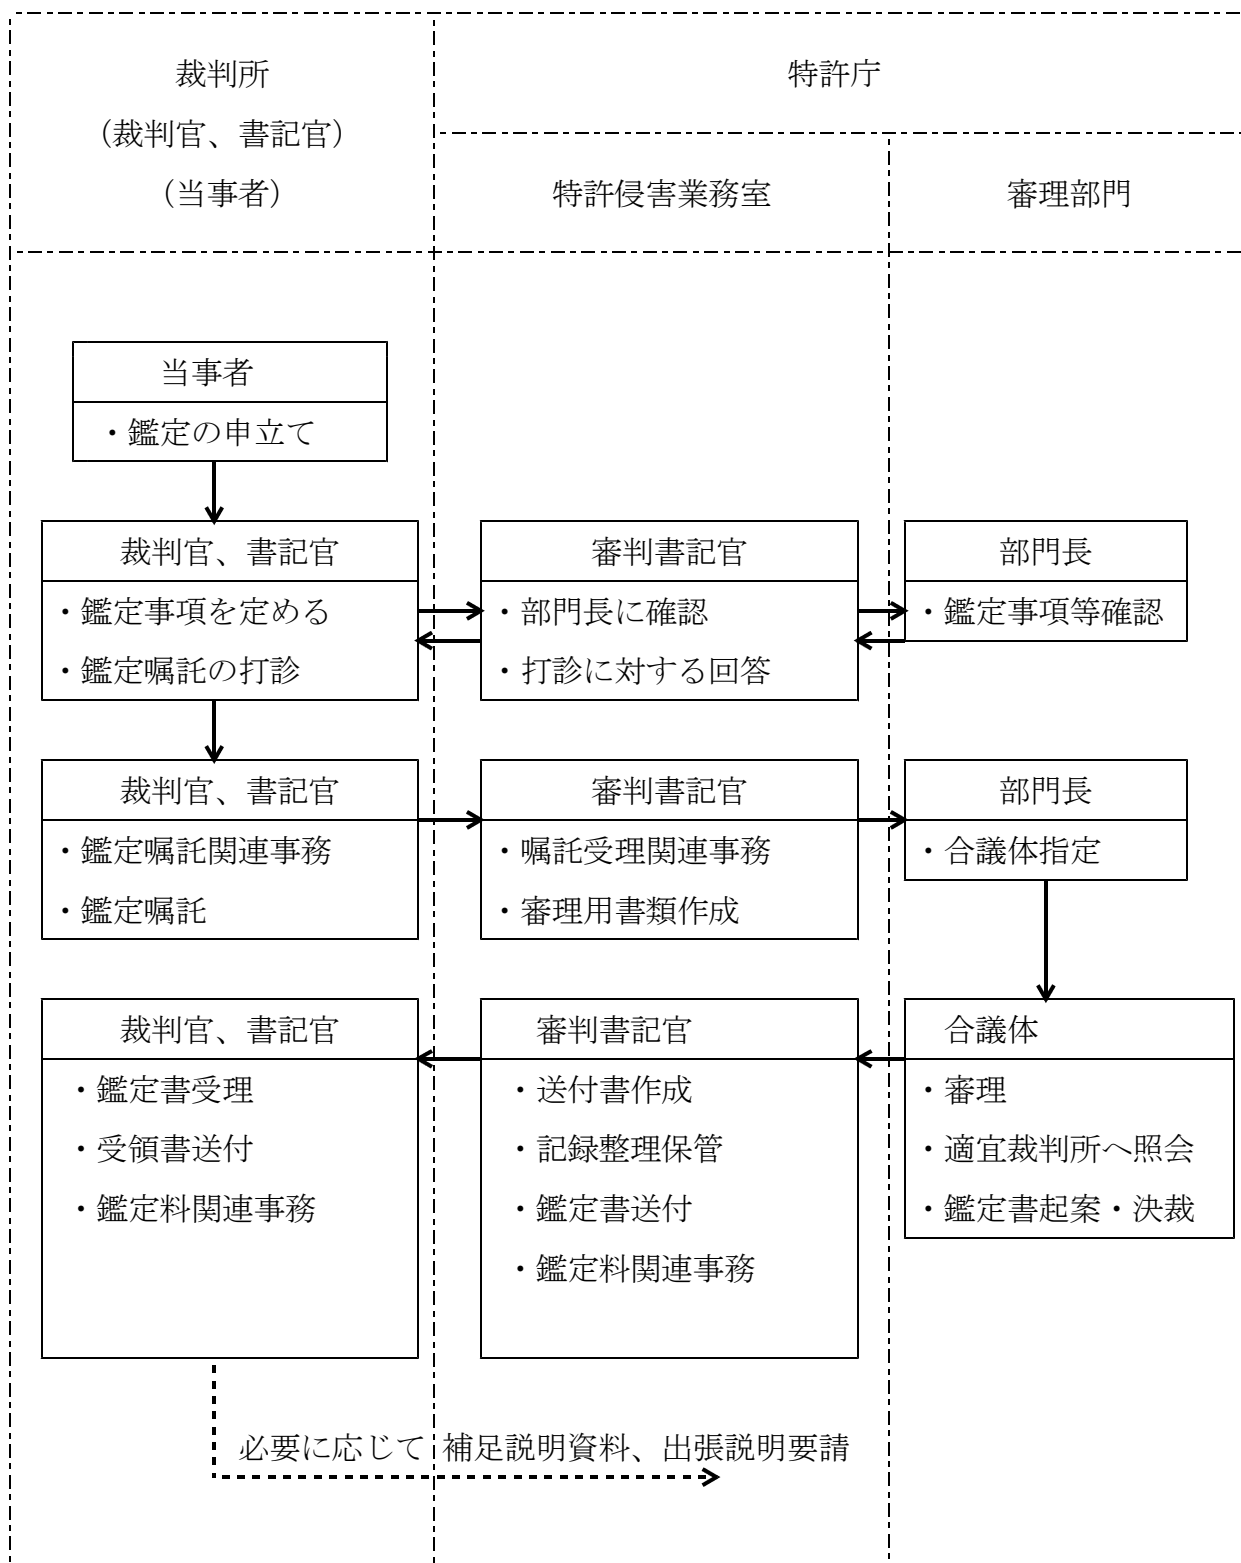 裁判所
（裁判官、書記官）
（当事者）
特許庁
特許侵害業務室
審理部門
当事者
・鑑定の申立て
裁判官、書記官
・鑑定事項を定める
・鑑定嘱託の打診
審判書記官
・部門長に確認
・打診に対する回答
部門長
・鑑定事項等確認
裁判官、書記官
・鑑定嘱託関連事務
・鑑定嘱託
審判書記官
・嘱託受理関連事務
・審理用書類作成
部門長
・合議体指定
裁判官、書記官
・鑑定書受理
・受領書送付
・鑑定料関連事務
審判書記官
・送付書作成
・記録整理保管
・鑑定書送付
・鑑定料関連事務
合議体
・審理
・適宜裁判所へ照会
・鑑定書起案・決裁
必要に応じて 補足説明資料、出張説明要請